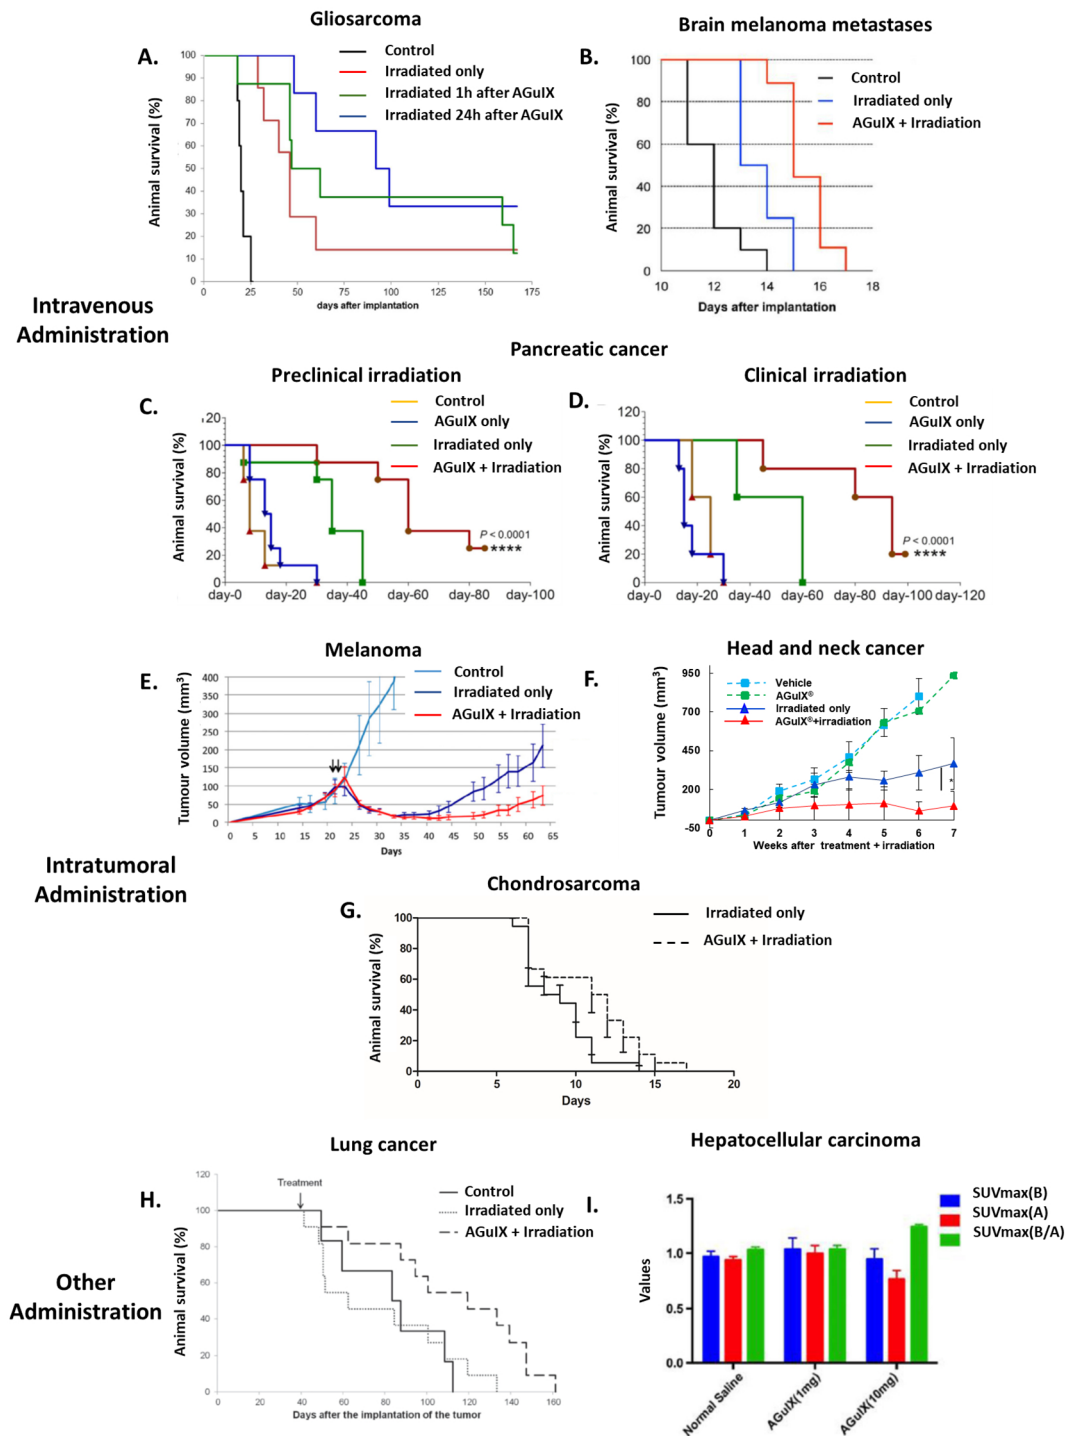 Gliosarcoma
A.
Control
Irradiated only
Irradiated 1h after AGuIX
Irradiated 24h after AGuIX
Animal survival (%)
100
90
80
70
60
50
40
30
20
10
0
0 25 50 75 100 125 150 175
days after implantation
Brain melanoma metastases
B.
Control
Irradiated only
AGuIX + Irradiation
Animal survival (%)
100
80
60
40
20
0
10 12 14 16 18
Days after implantation
Intravenous
Administration
Pancreatic cancer
Preclinical irradiation
C.
Control
AGuIX only
Irradiated only
AGuIX + Irradiation
Animal survival (%)
120
100
80
60
40
20
0
P < 0.0001
****
day-0 day-20 day-40 day-60 day-80 day-100
Clinical irradiation
D.
Control
AGuIX only
Irradiated only
AGuIX + Irradiation
Animal survival (%)
120
100
80
60
40
20
0
P < 0.0001
****
day-0 day-20 day-40 day-60 day-80 day-100 day-120
Melanoma
E.
Control
Irradiated only
AGuIX + Irradiation
Tumour volume (mm³)
400
350
300
250
200
150
100
50
0
0 5 10 15 20 25 30 35 40 45 50 55 60 65
Days
Head and neck cancer
F.
Vehicle
AGuIX®
Irradiated only
AGuIX®+irradiation
Tumour volume (mm³)
950
700
450
200
-50
*
0 1 2 3 4 5 6 7
Weeks after treatment + irradiation
Intratumoral
Administration
Chondrosarcoma
G.
Irradiated only
AGuIX + Irradiation
Animal survival (%)
100
80
60
40
20
0
0 5 10 15 20
Days
Lung cancer
H.
Treatment
Control
Irradiated only
AGuIX + Irradiation
Animal survival (%)
120
100
80
60
40
20
0
0 20 40 60 80 100 120 140 160
Days after the implantation of the tumor
Hepatocellular carcinoma
I.
SUVmax(B)
SUVmax(A)
SUVmax(B/A)
Values
1.5
1.0
0.5
0.0
Normal Saline
AGuIX(1mg)
AGuIX(10mg)
Other
Administration